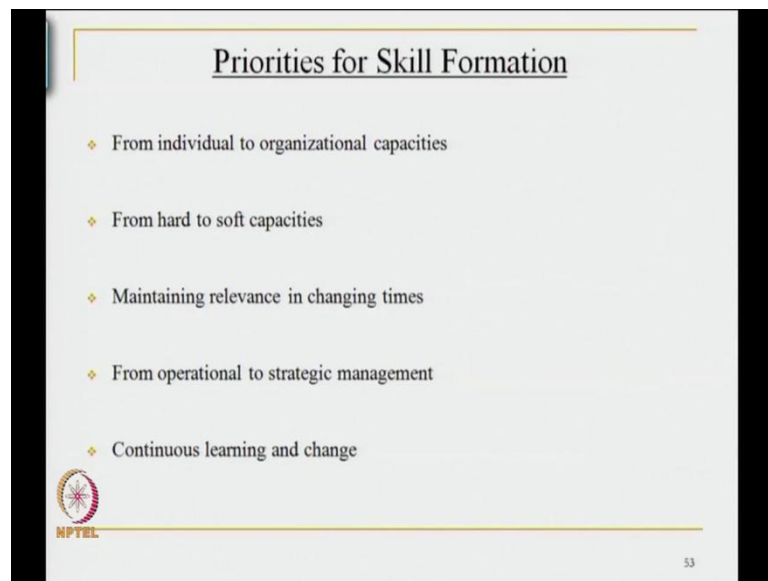 Priorities for Skill Formation
From individual to organizational capacities
From hard to soft capacities
Maintaining relevance in changing times
From operational to strategic management
Continuous learning and change
NPTEL
53